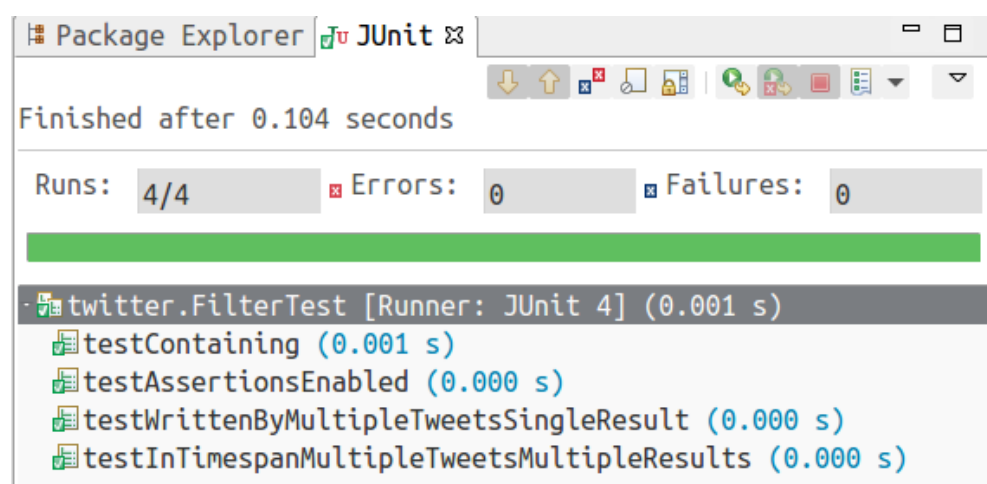 Package Explorer JUnit
Finished after 0.104 seconds
Runs: 4/4 Errors: 0 Failures: 0
twitter.FilterTest [Runner: JUnit 4] (0.001 s)
testContaining (0.001 s)
testAssertionsEnabled (0.000 s)
testWrittenByMultipleTweetsSingleResult (0.000 s)
testInTimespanMultipleTweetsMultipleResults (0.000 s)